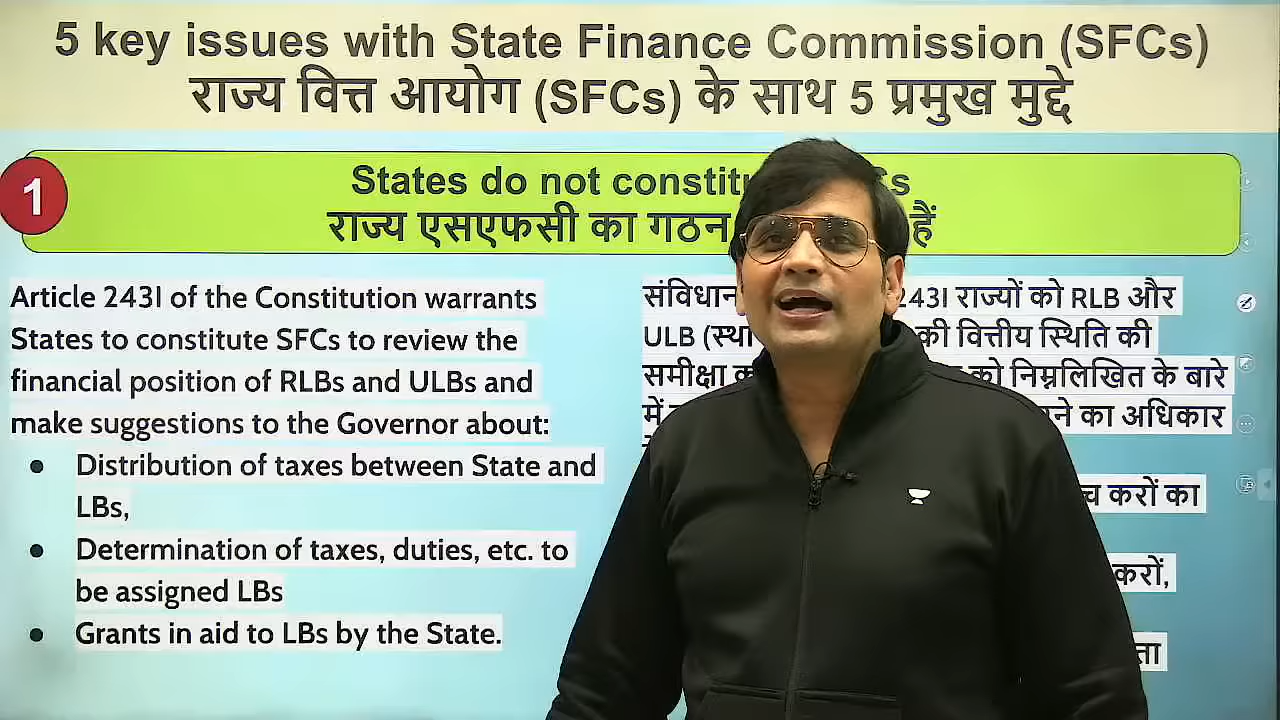 5 key issues with State Finance Commission (SFCs)
राज्य वित्त आयोग (SFCs) के साथ 5 प्रमुख मुद्दे
1
States do not
राज्य एसएफसी का गठन हैं
Article 243I of the Constitution warrants
States to constitute SFCs to review the
financial position of RLBs and ULBs and
make suggestions to the Governor about:
● Distribution of taxes between State and
LBs,
● Determination of taxes, duties, etc. to
be assigned LBs
● Grants in aid to LBs by the State.
संविधान 243I राज्यों को RLB और
ULB की वित्तीय स्थिति की
समीक्षा को निम्नलिखित के बारे
में का अधिकार
करों का
करों,